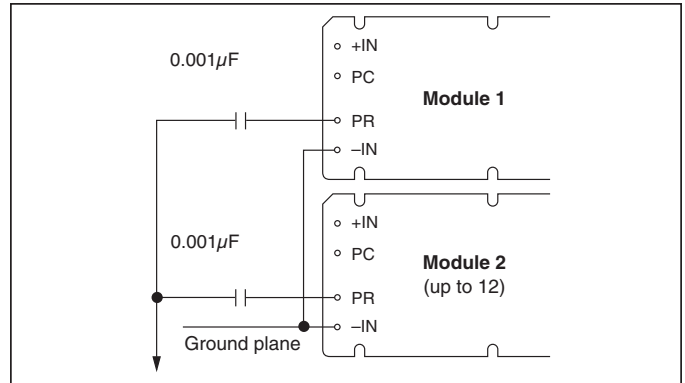 0.001µF
+IN
PC
Module 1
PR
–IN
0.001µF
+IN
PC
Module 2
(up to 12)
PR
–IN
Ground plane